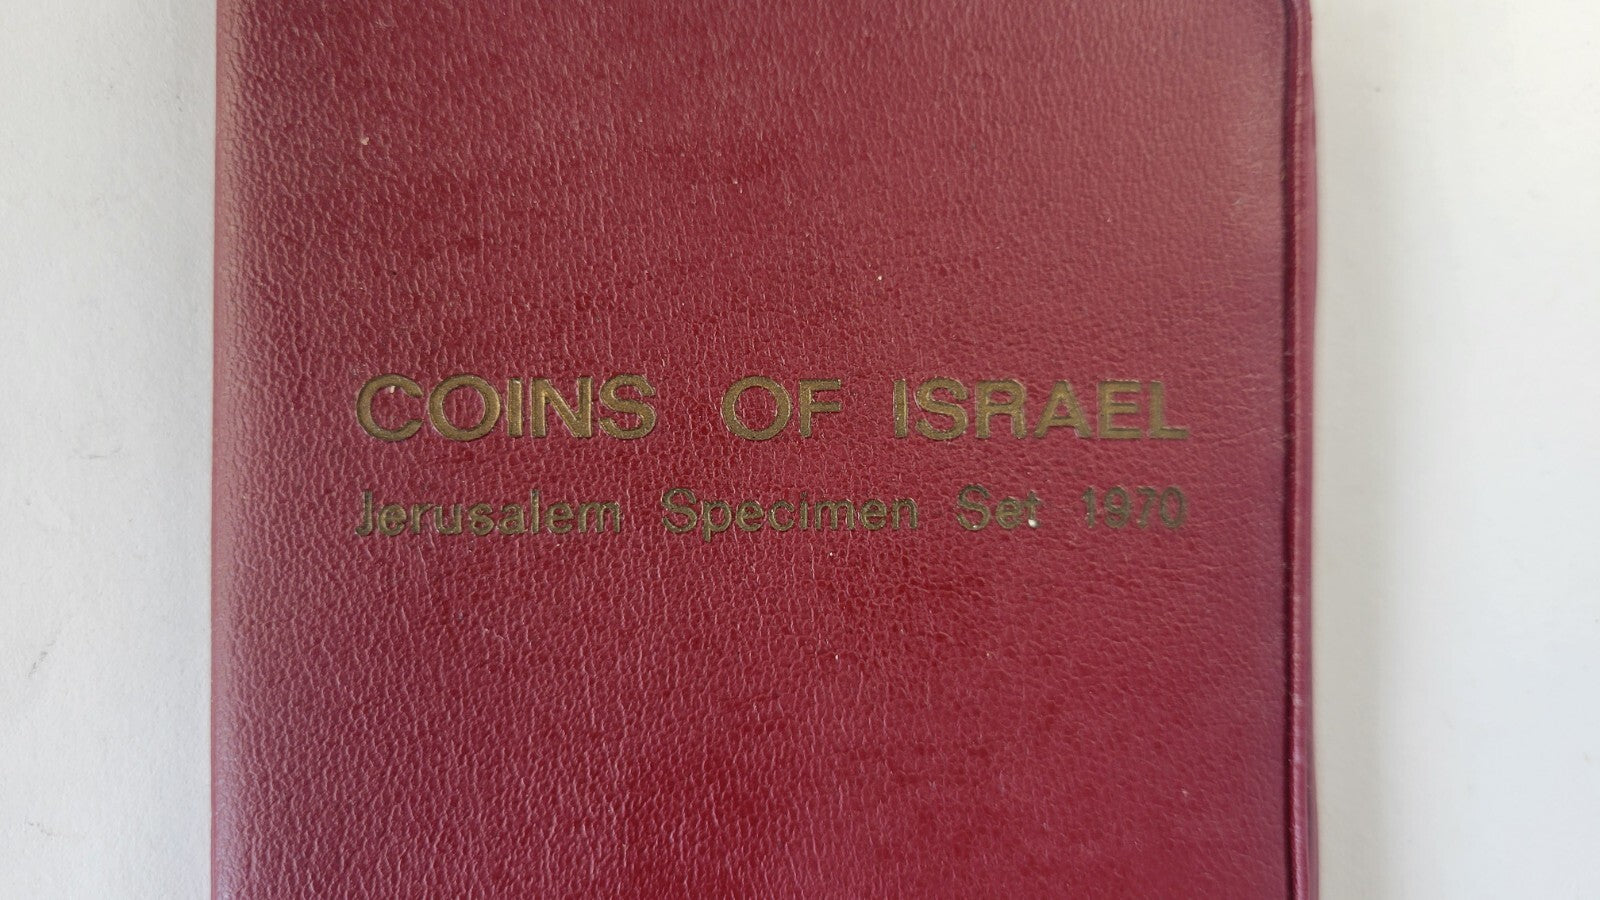 COINS OF ISRAEL
Jerusalem Specimen Set 1970